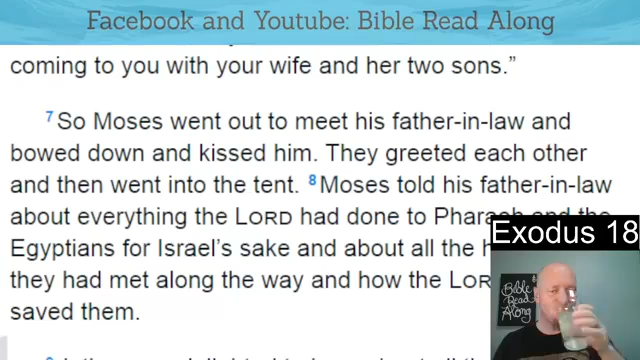 Facebook and Youtube: Bible Read Along
coming to you with your wife and her two sons.”
7 So Moses went out to meet his father-in-law and
bowed down and kissed him. They greeted each other
and then went into the tent. 8 Moses told his father-in-law
about everything the LORD had done to Pharaoh and the
Egyptians for Israel’s sake and about all the
they had met along the way and how the LORD
saved them.
Exodus 18
Bible
Read
Along